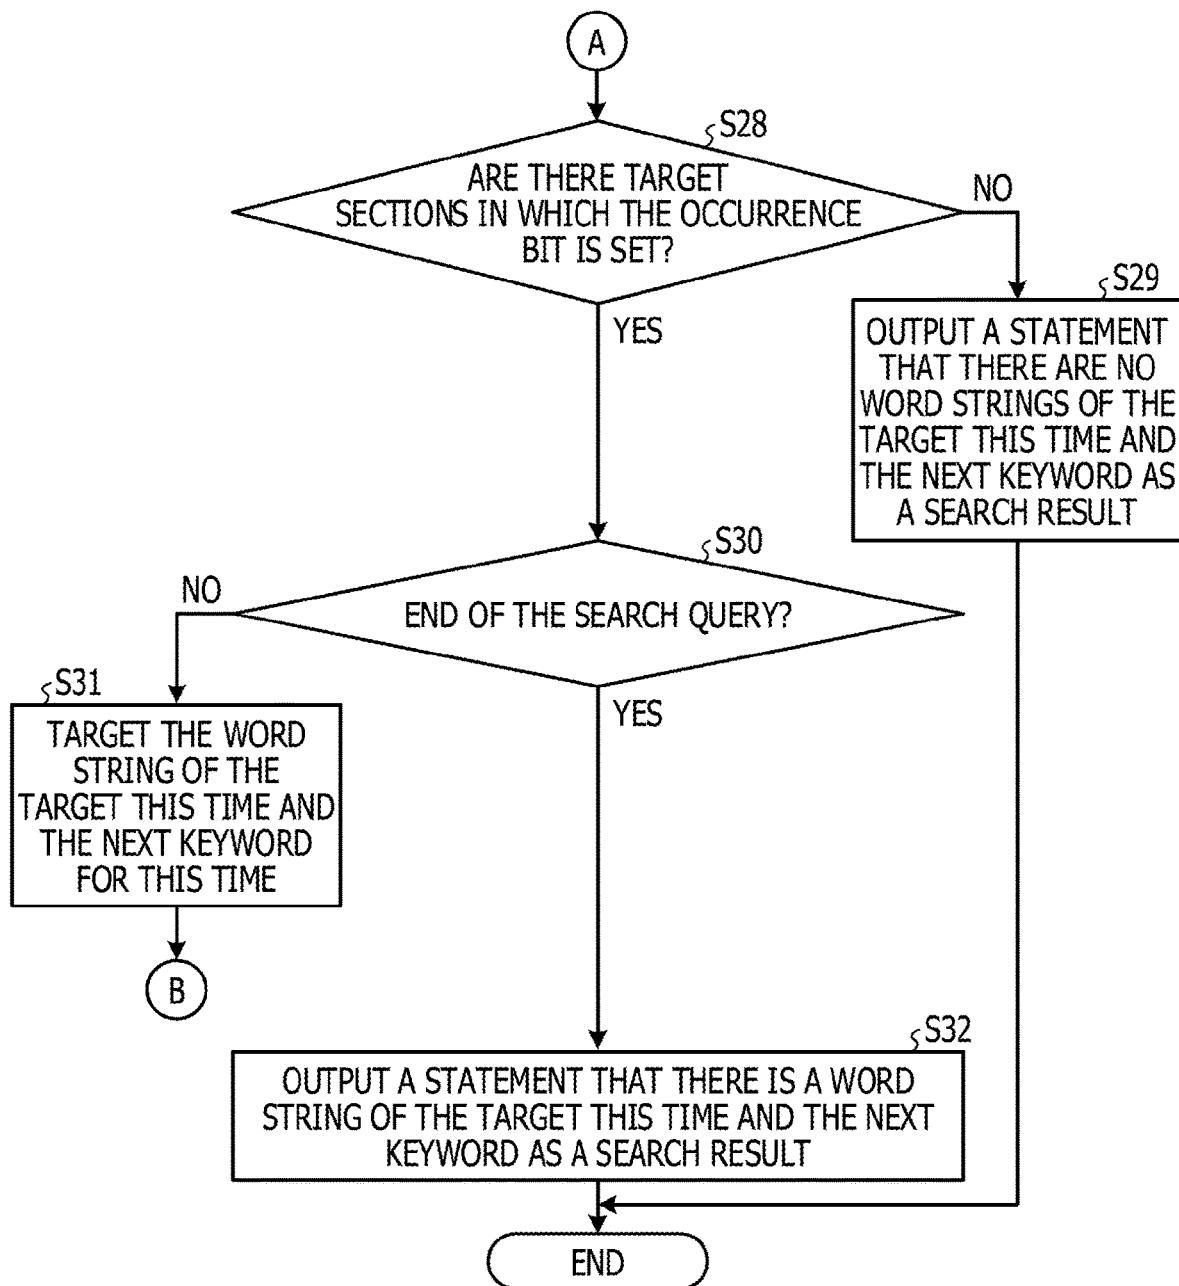 A
S28
ARE THERE TARGET
SECTIONS IN WHICH THE OCCURRENCE
BIT IS SET?
NO
YES
S29
OUTPUT A STATEMENT
THAT THERE ARE NO
WORD STRINGS OF THE
TARGET THIS TIME AND
THE NEXT KEYWORD AS
A SEARCH RESULT
S30
END OF THE SEARCH QUERY?
NO
YES
S31
TARGET THE WORD
STRING OF THE
TARGET THIS TIME AND
THE NEXT KEYWORD
FOR THIS TIME
B
S32
OUTPUT A STATEMENT THAT THERE IS A WORD
STRING OF THE TARGET THIS TIME AND THE NEXT
KEYWORD AS A SEARCH RESULT
END